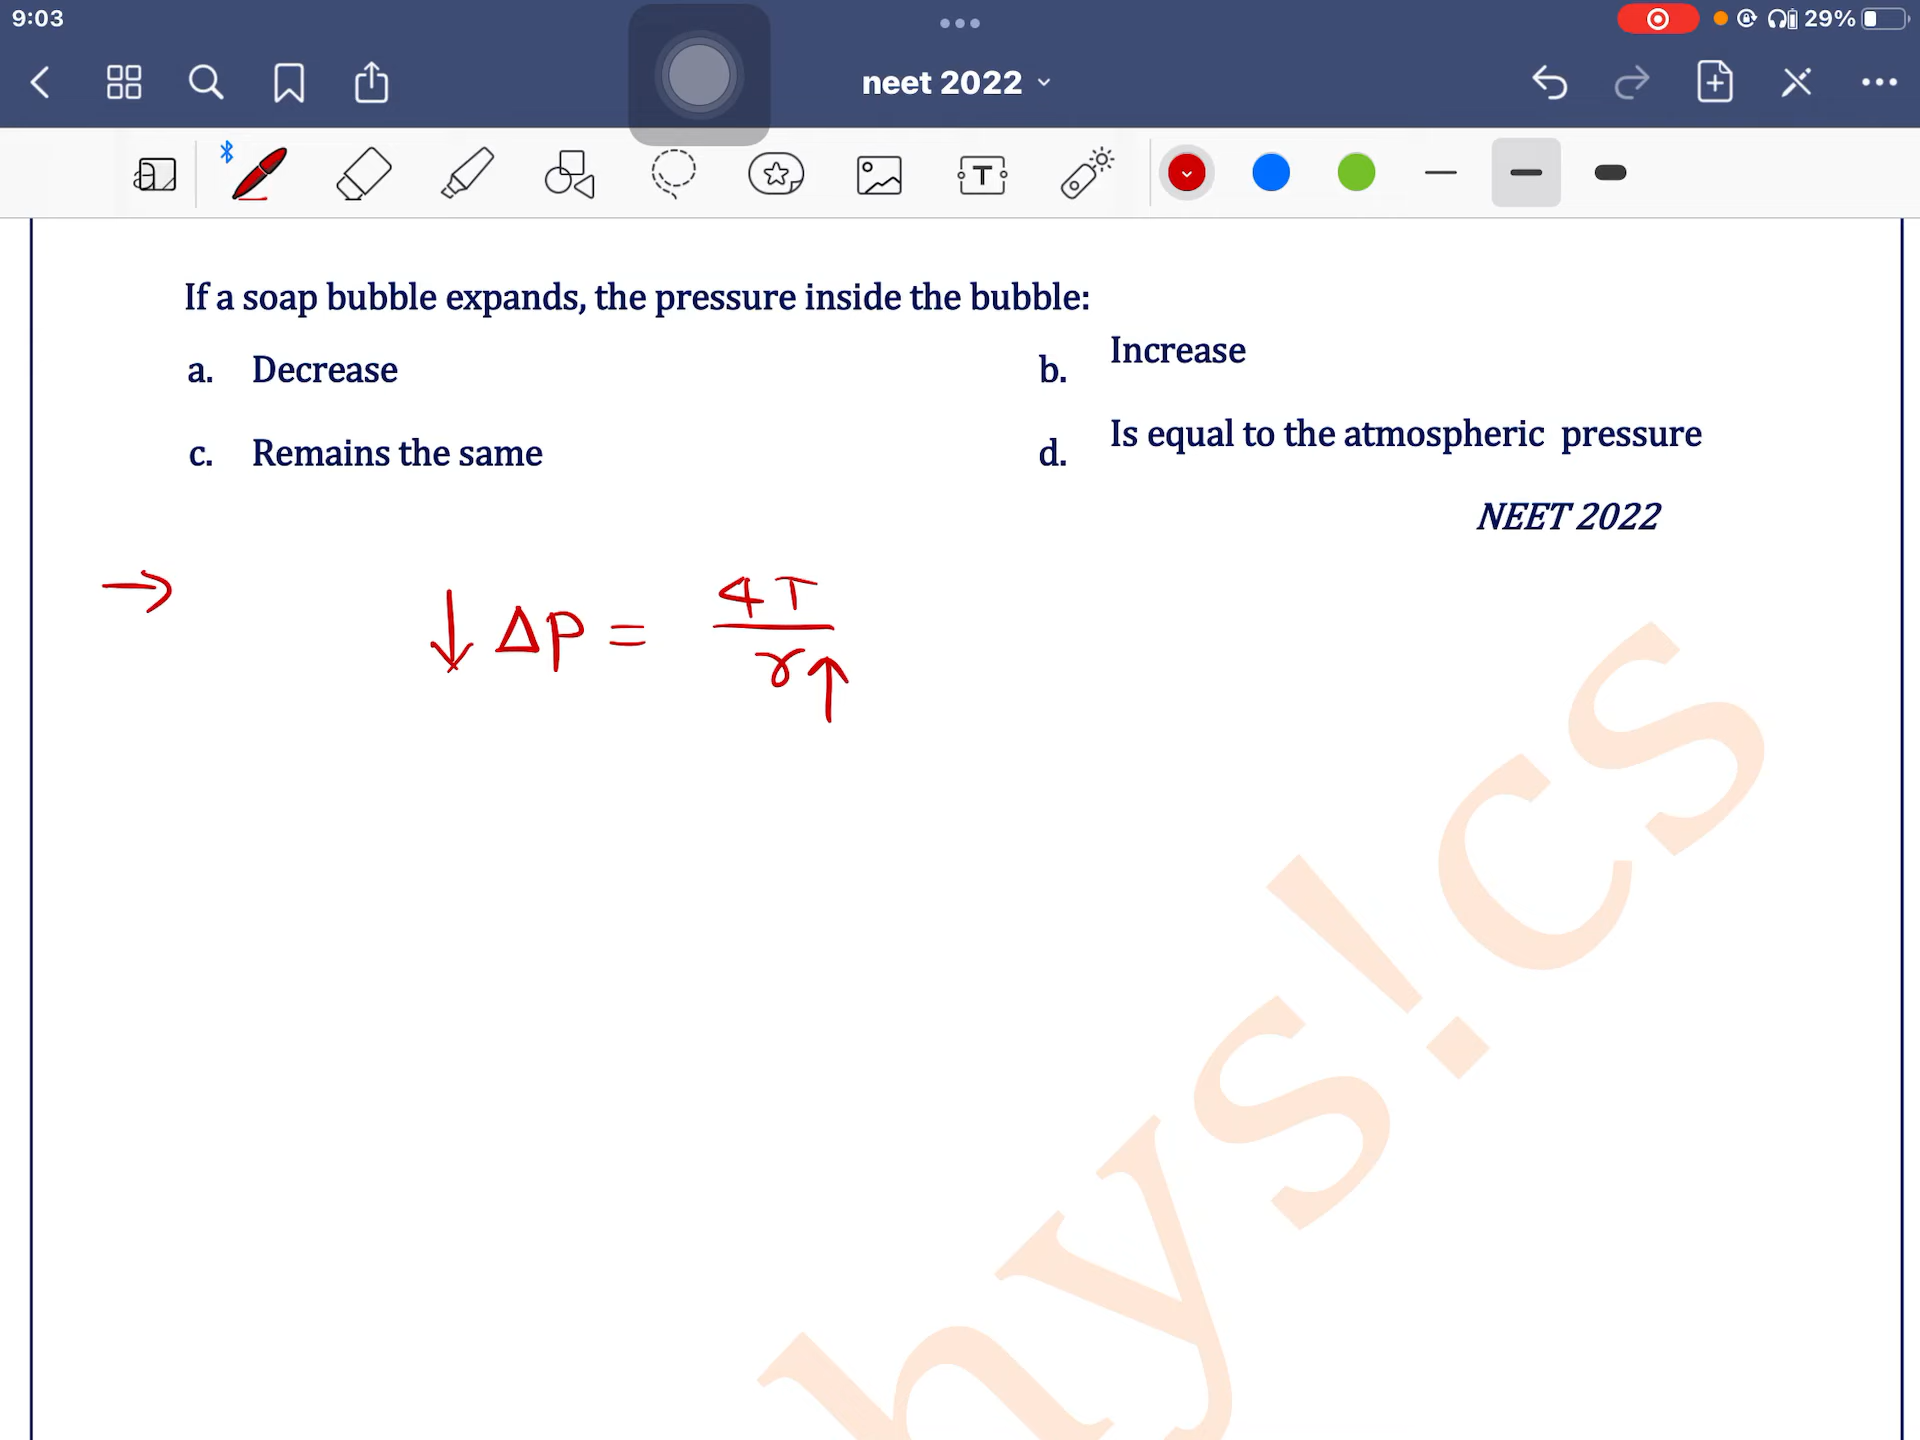 9:03
29%
neet 2022
If a soap bubble expands, the pressure inside the bubble:
a. Decrease
b. Increase
c. Remains the same
d. Is equal to the atmospheric pressure
NEET 2022
→ ↓ ΔP = 4T / r↑
hys!cs